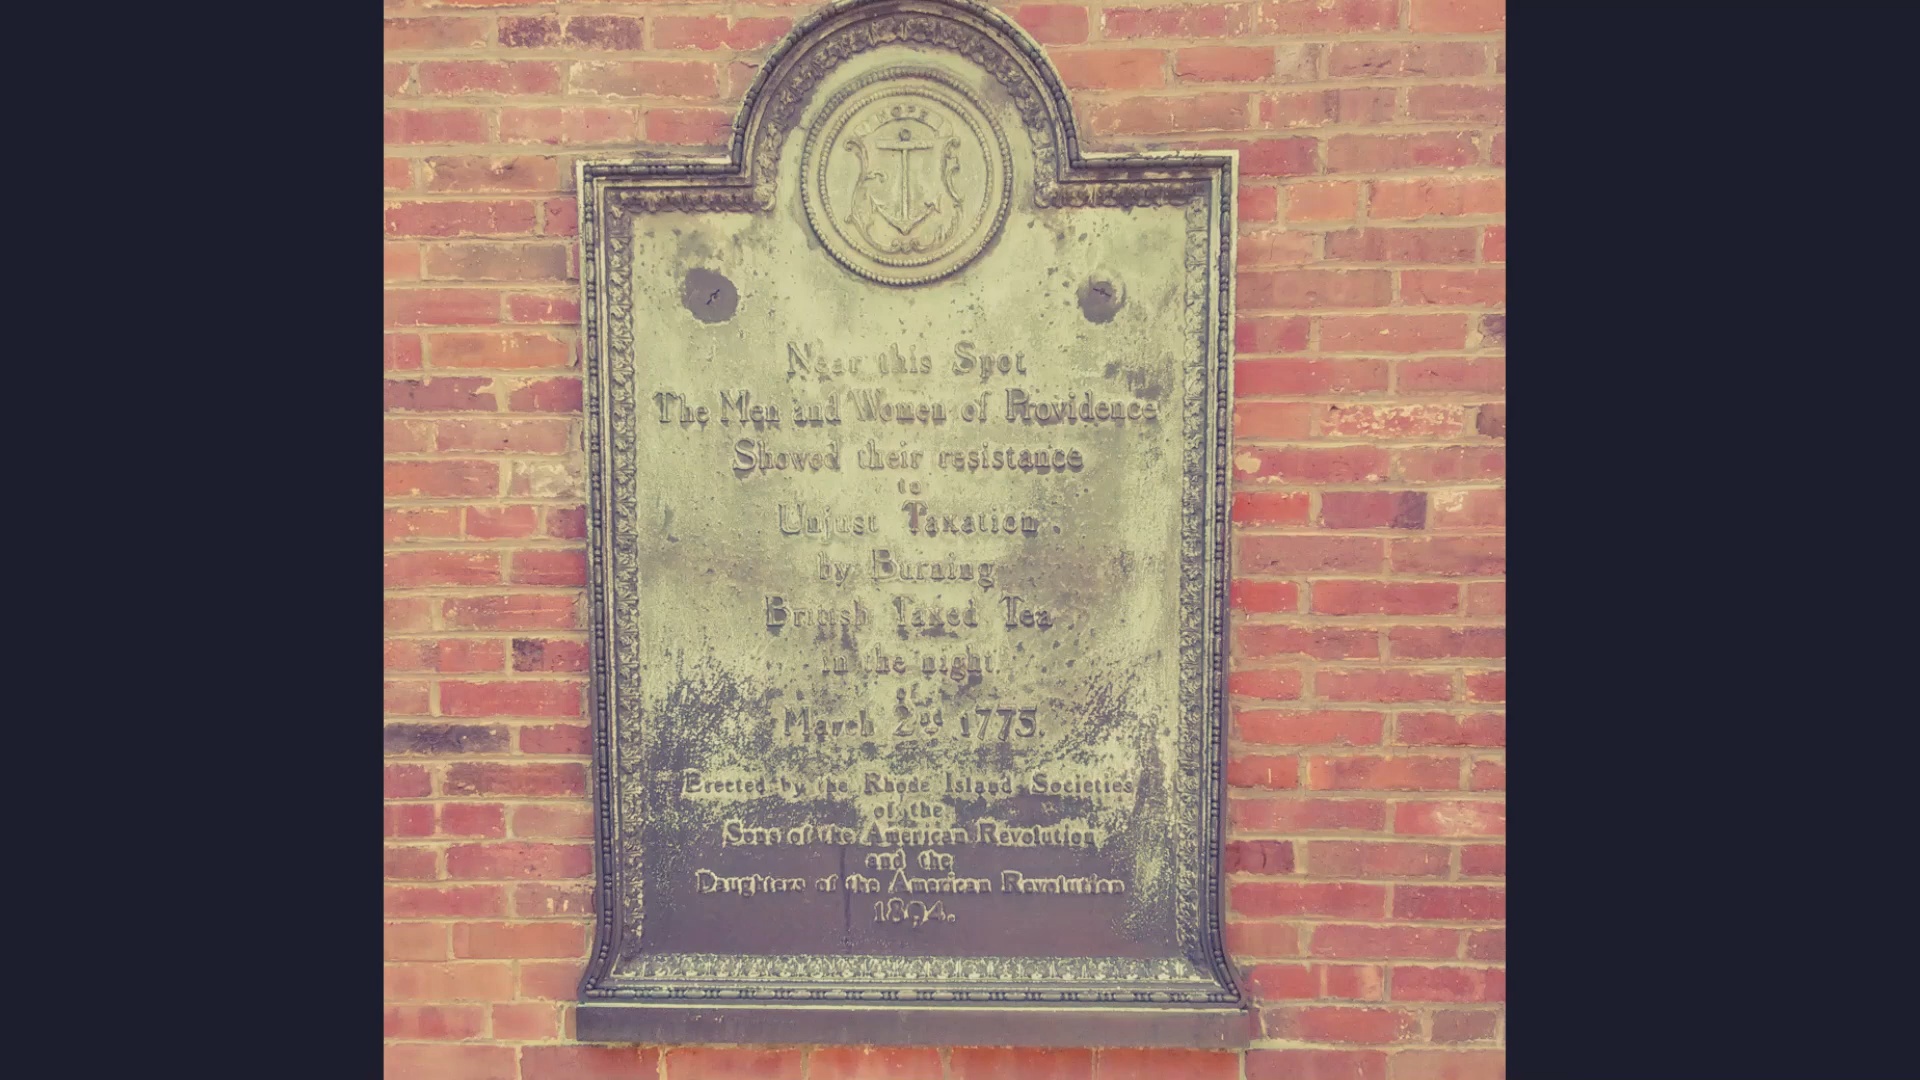 HOPE
Near this Spot
The Men and Women of Providence
Showed their resistance
to
Unjust Taxation.
by Burning
British Taxed Tea
in the night
of
March 2nd 1775.
Erected by the Rhode Island Societies
of the
Sons of the American Revolution
and the
Daughters of the American Revolution
1894.